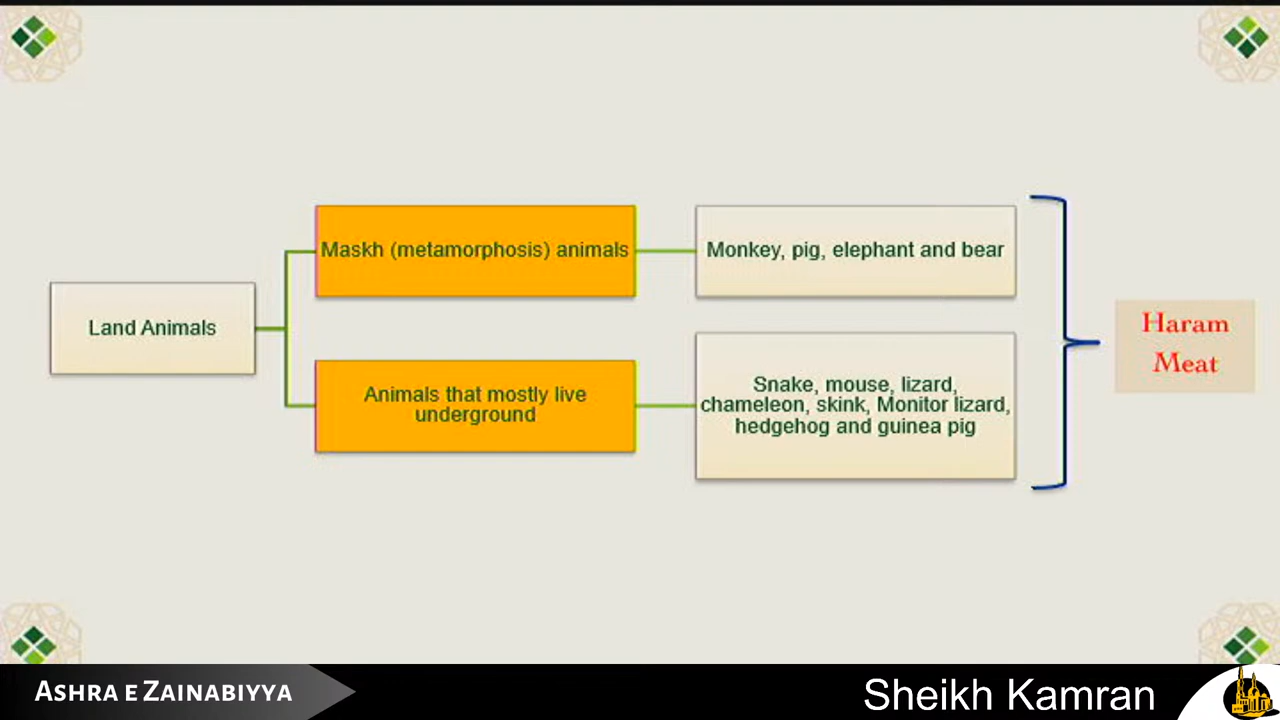 Land Animals
Maskh (metamorphosis) animals
Animals that mostly live
underground
Monkey, pig, elephant and bear
Snake, mouse, lizard,
chameleon, skink, Monitor lizard,
hedgehog and guinea pig
Haram
Meat
Ashra e Zainabiyya
Sheikh Kamran